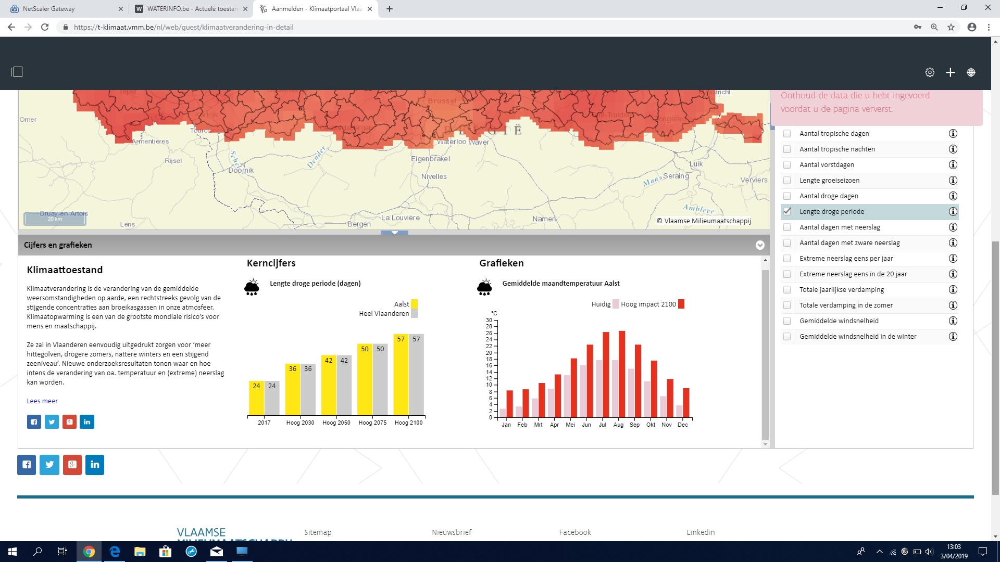 NetScaler Gateway
WATERINFO.be - Actuele toestan
Aanmelden - Klimaatportaal Vlaa
https://t-klimaat.vmm.be/nl/web/guest/klimaatverandering-in-detail
Onthoud de data die u hebt ingevoerd
voordat u de pagina ververst.
Ieper
Brussel
Kortrijk
Sint-Truiden
Tongeren
Omer
Tourcoing
Geraardsbergen
BELGIË
Armentières
Waterloo Waver
Rijsel
Schelde
Dender
Eigenbrakel
Doornik
Nivelles
Luik
Maas
Seraing
Verviers
Amblève
Bruay-en-Artois
20 km
Lens
La Louvière
Bergen
Namen
© Vlaamse Milieumaatschappij
Aantal tropische dagen
Aantal tropische nachten
Aantal vorstdagen
Lengte groeiseizoen
Aantal droge dagen
Lengte droge periode
Aantal dagen met neerslag
Aantal dagen met zware neerslag
Extreme neerslag eens per jaar
Extreme neerslag eens in de 20 jaar
Totale jaarlijkse verdamping
Totale verdamping in de zomer
Gemiddelde windsnelheid
Gemiddelde windsnelheid in de winter
Cijfers en grafieken
Klimaattoestand
Klimaatverandering is de verandering van de gemiddelde
weersomstandigheden op aarde, een rechtstreeks gevolg van de
stijgende concentraties aan broeikasgassen in onze atmosfeer.
Klimaatopwarming is een van de grootste mondiale risico’s voor
mens en maatschappij.
Ze zal in Vlaanderen eenvoudig uitgedrukt zorgen voor ‘meer
hittegolven, drogere zomers, nattere winters en een stijgend
zeeniveau’. Nieuwe onderzoeksresultaten tonen waar en hoe
intens de verandering van oa. temperatuur en (extreme) neerslag
kan worden.
Lees meer
Kerncijfers
Lengte droge periode (dagen)
Aalst
Heel Vlaanderen
24 24 36 36 42 42 50 50 57 57
2017 Hoog 2030 Hoog 2050 Hoog 2075 Hoog 2100
Grafieken
Gemiddelde maandtemperatuur Aalst
Huidig Hoog impact 2100
°C
30
28
26
24
22
20
18
16
14
12
10
8
6
4
2
0
Jan Feb Mrt Apr Mei Jun Jul Aug Sep Okt Nov Dec
VLAAMSE
MILIEUMAATSCHAPPIJ
Sitemap
Nieuwsbrief
Facebook
Linkedin
13:03
3/04/2019